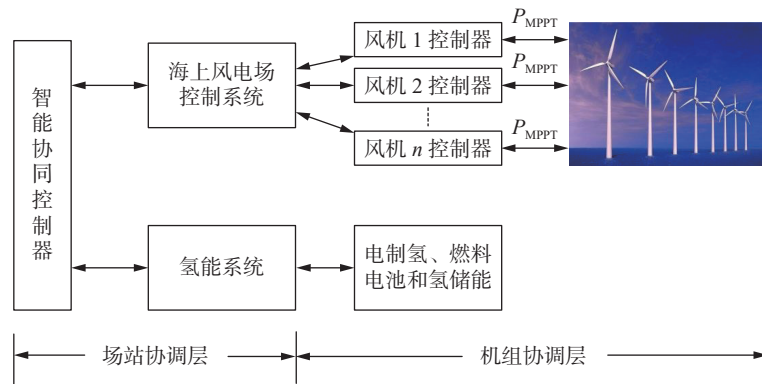 智能协同控制器
海上风电场
控制系统
风机 1 控制器
P_MPPT
风机 2 控制器
P_MPPT
风机 n 控制器
P_MPPT
氢能系统
电制氢、燃料
电池和氢储能
场站协调层
机组协调层